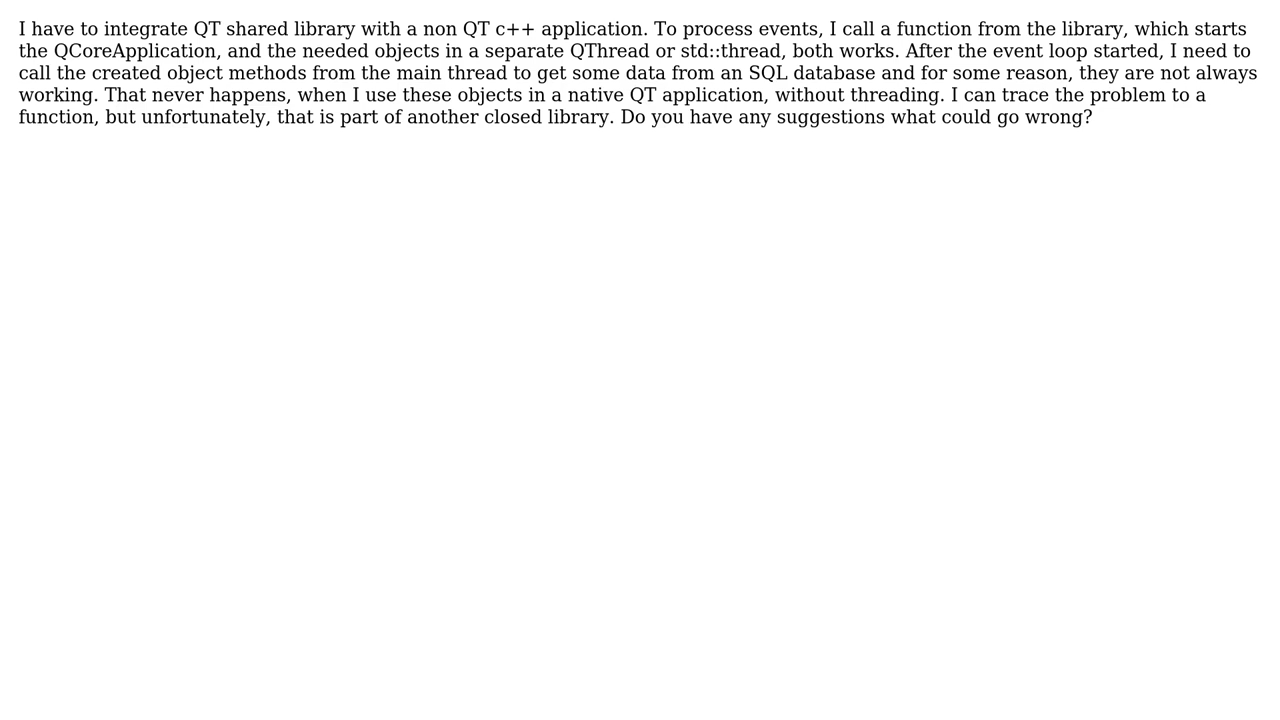 I have to integrate QT shared library with a non QT c++ application. To process events, I call a function from the library, which starts
the QCoreApplication, and the needed objects in a separate QThread or std::thread, both works. After the event loop started, I need to
call the created object methods from the main thread to get some data from an SQL database and for some reason, they are not always
working. That never happens, when I use these objects in a native QT application, without threading. I can trace the problem to a
function, but unfortunately, that is part of another closed library. Do you have any suggestions what could go wrong?